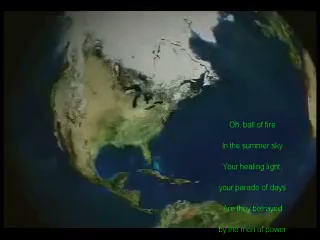 Oh, ball of fire
In the summer sky
Your healing light,
your parade of days
Are they betrayed
by the men of power